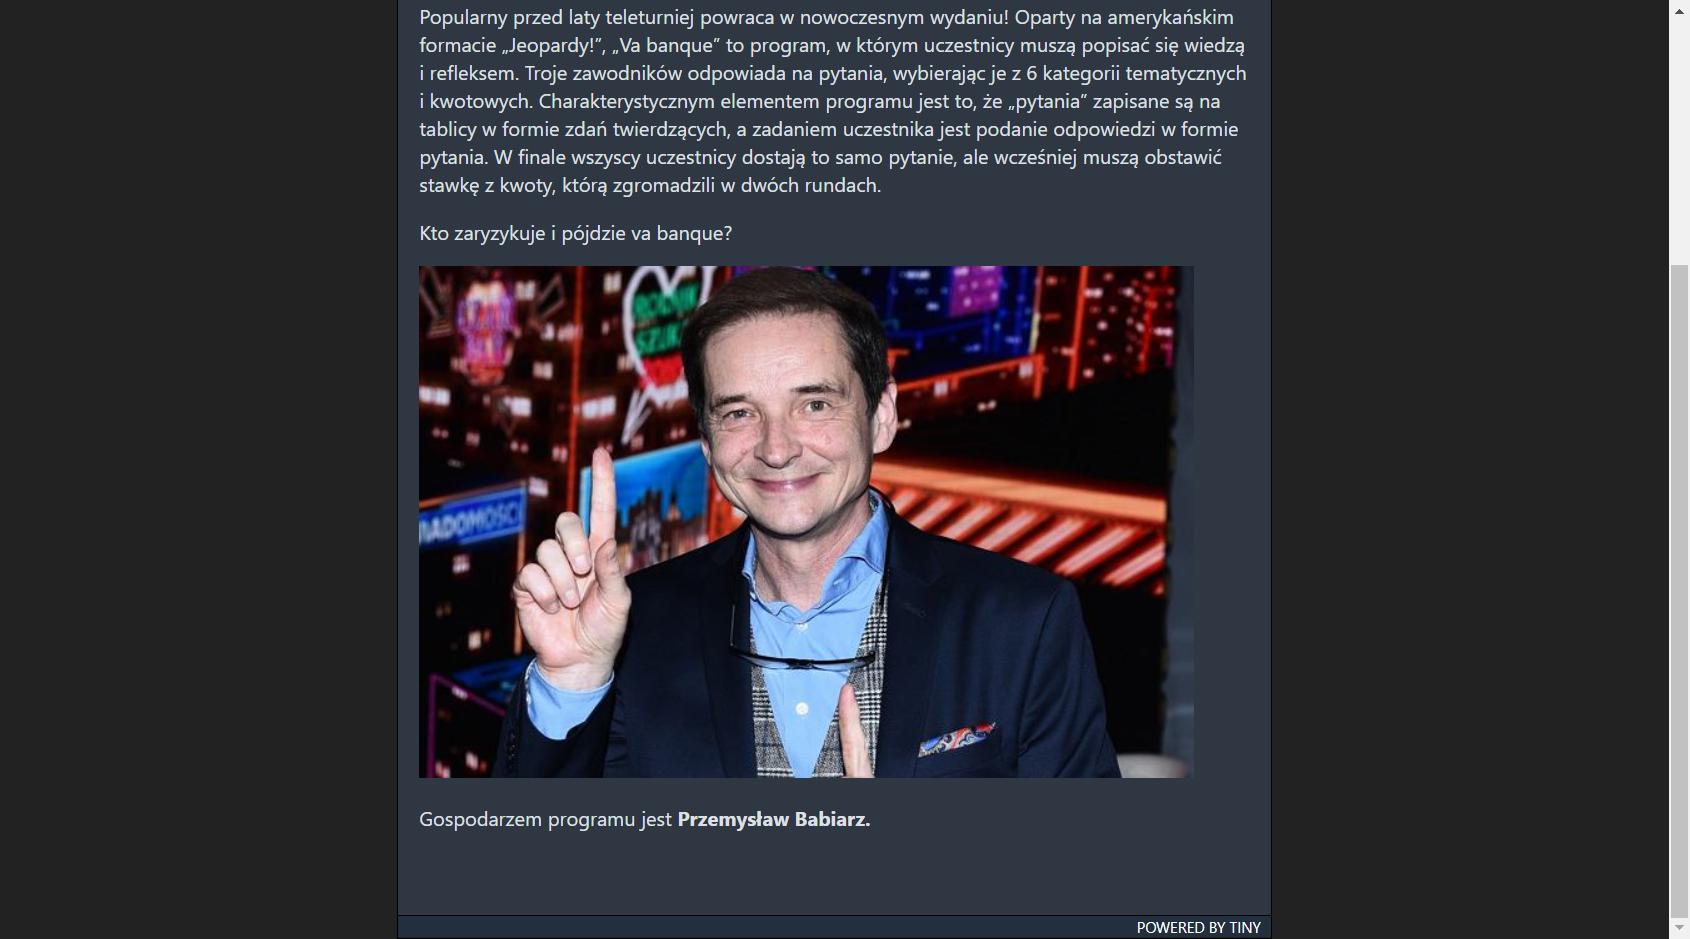 Popularny przed laty teleturniej powraca w nowoczesnym wydaniu! Oparty na amerykańskim
formacie „Jeopardy!”, „Va banque” to program, w którym uczestnicy muszą popisać się wiedzą
i refleksem. Troje zawodników odpowiada na pytania, wybierając je z 6 kategorii tematycznych
i kwotowych. Charakterystycznym elementem programu jest to, że „pytania” zapisane są na
tablicy w formie zdań twierdzących, a zadaniem uczestnika jest podanie odpowiedzi w formie
pytania. W finale wszyscy uczestnicy dostają to samo pytanie, ale wcześniej muszą obstawić
stawkę z kwoty, którą zgromadzili w dwóch rundach.
Kto zaryzykuje i pójdzie va banque?
ROLNIK
SZUKA
Gospodarzem programu jest Przemysław Babiarz.
POWERED BY TINY